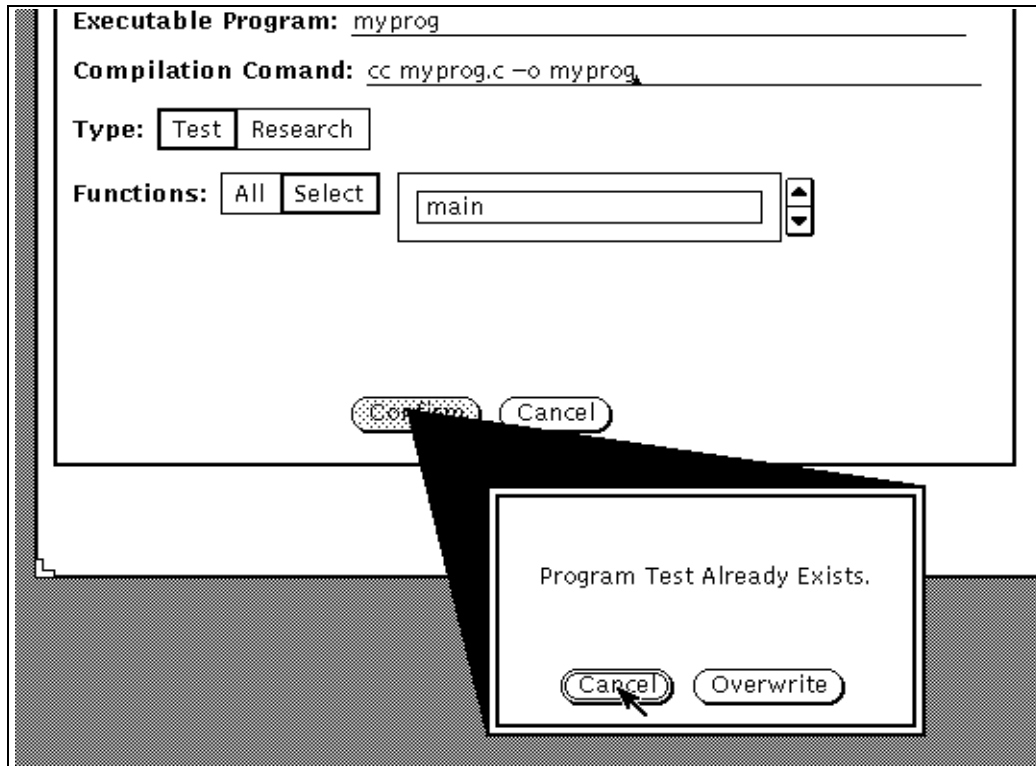 Executable Program: myprog
Compilation Comand: cc myprog.c –o myprog
Type: Test Research
Functions: All Select main
Confirm Cancel
Program Test Already Exists.
Cancel Overwrite